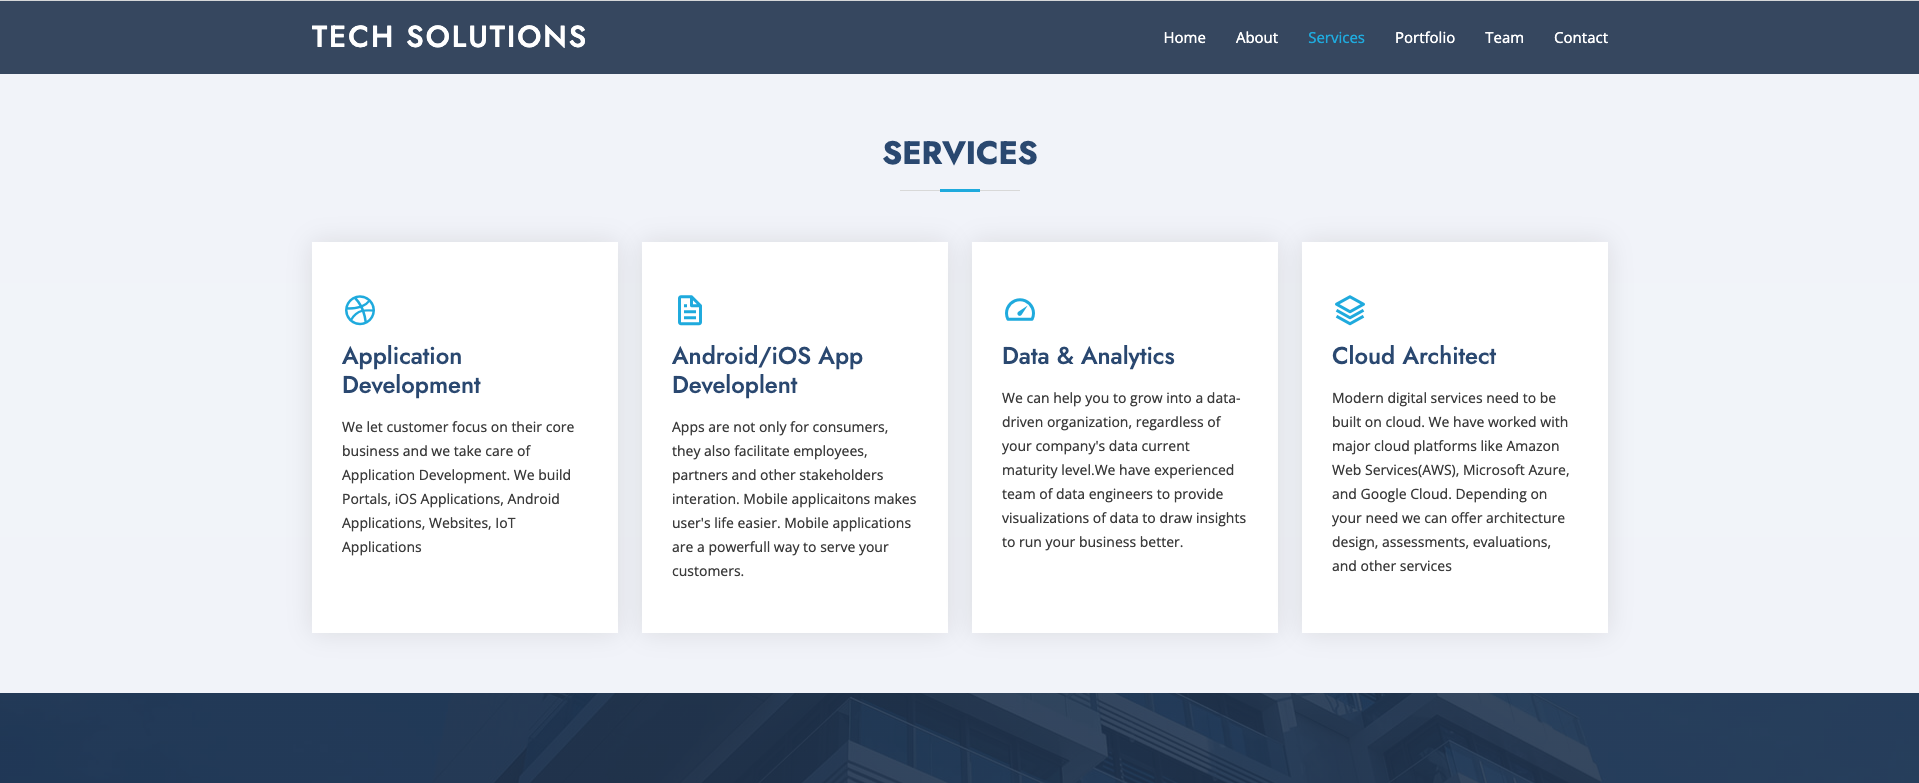 TECH SOLUTIONS
Home About Services Portfolio Team Contact
SERVICES
Application
Development
We let customer focus on their core
business and we take care of
Application Development. We build
Portals, iOS Applications, Android
Applications, Websites, IoT
Applications
Android/iOS App
Developlent
Apps are not only for consumers,
they also facilitate employees,
partners and other stakeholders
interation. Mobile applicaitons makes
user's life easier. Mobile applications
are a powerfull way to serve your
customers.
Data & Analytics
We can help you to grow into a data-
driven organization, regardless of
your company's data current
maturity level.We have experienced
team of data engineers to provide
visualizations of data to draw insights
to run your business better.
Cloud Architect
Modern digital services need to be
built on cloud. We have worked with
major cloud platforms like Amazon
Web Services(AWS), Microsoft Azure,
and Google Cloud. Depending on
your need we can offer architecture
design, assessments, evaluations,
and other services